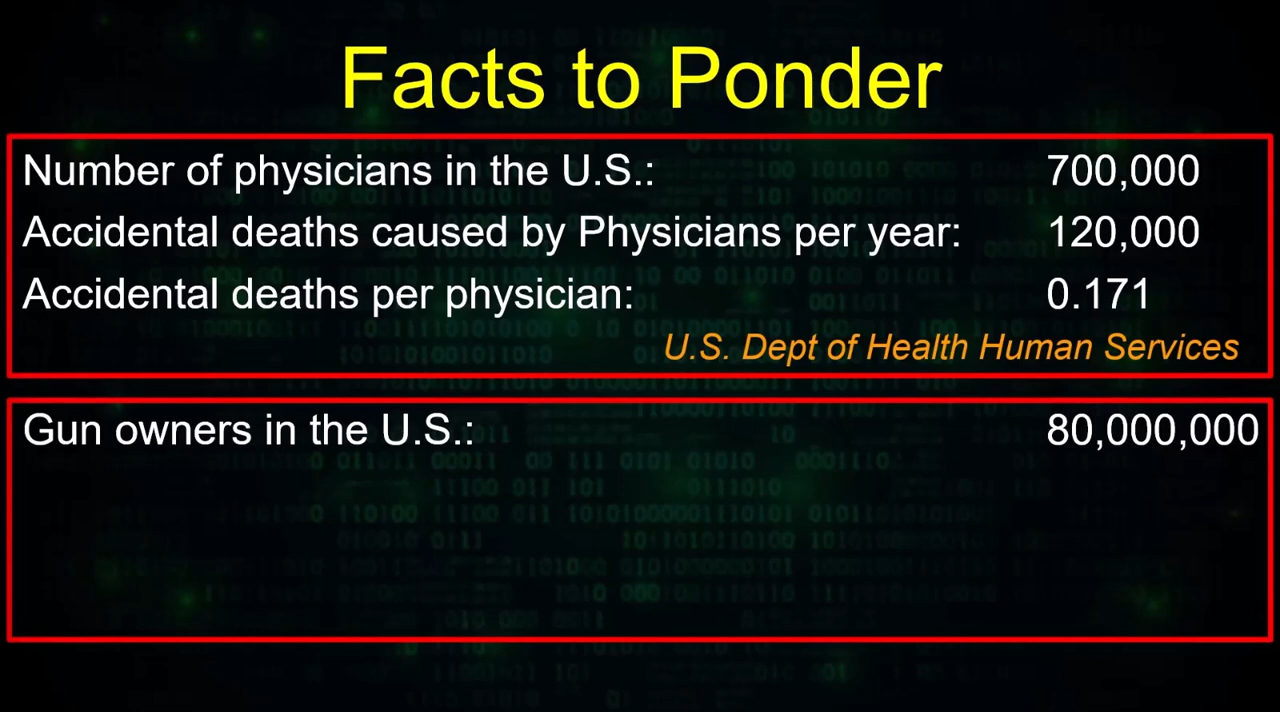 Facts to Ponder
Number of physicians in the U.S.: 700,000
Accidental deaths caused by Physicians per year: 120,000
Accidental deaths per physician: 0.171
U.S. Dept of Health Human Services
Gun owners in the U.S.: 80,000,000